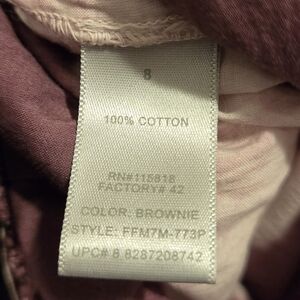 8
100% COTTON
RN#115818
FACTORY# 42
COLOR: BROWNIE
STYLE: FFM7M-773P
UPC# 8 8287208742